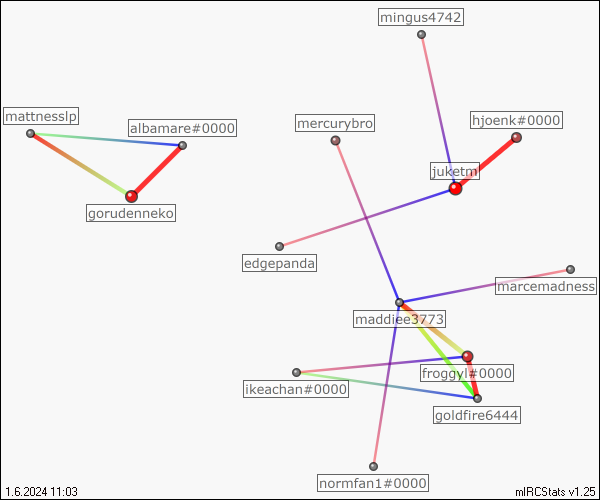 mingus4742
mattnesslp
albamare#0000
mercurybro
hjoenk#0000
juketm
gorudenneko
edgepanda
marcemadness
maddiee3773
froggyl#0000
ikeachan#0000
goldfire6444
normfan1#0000
1.6.2024 11:03
mIRCStats v1.25